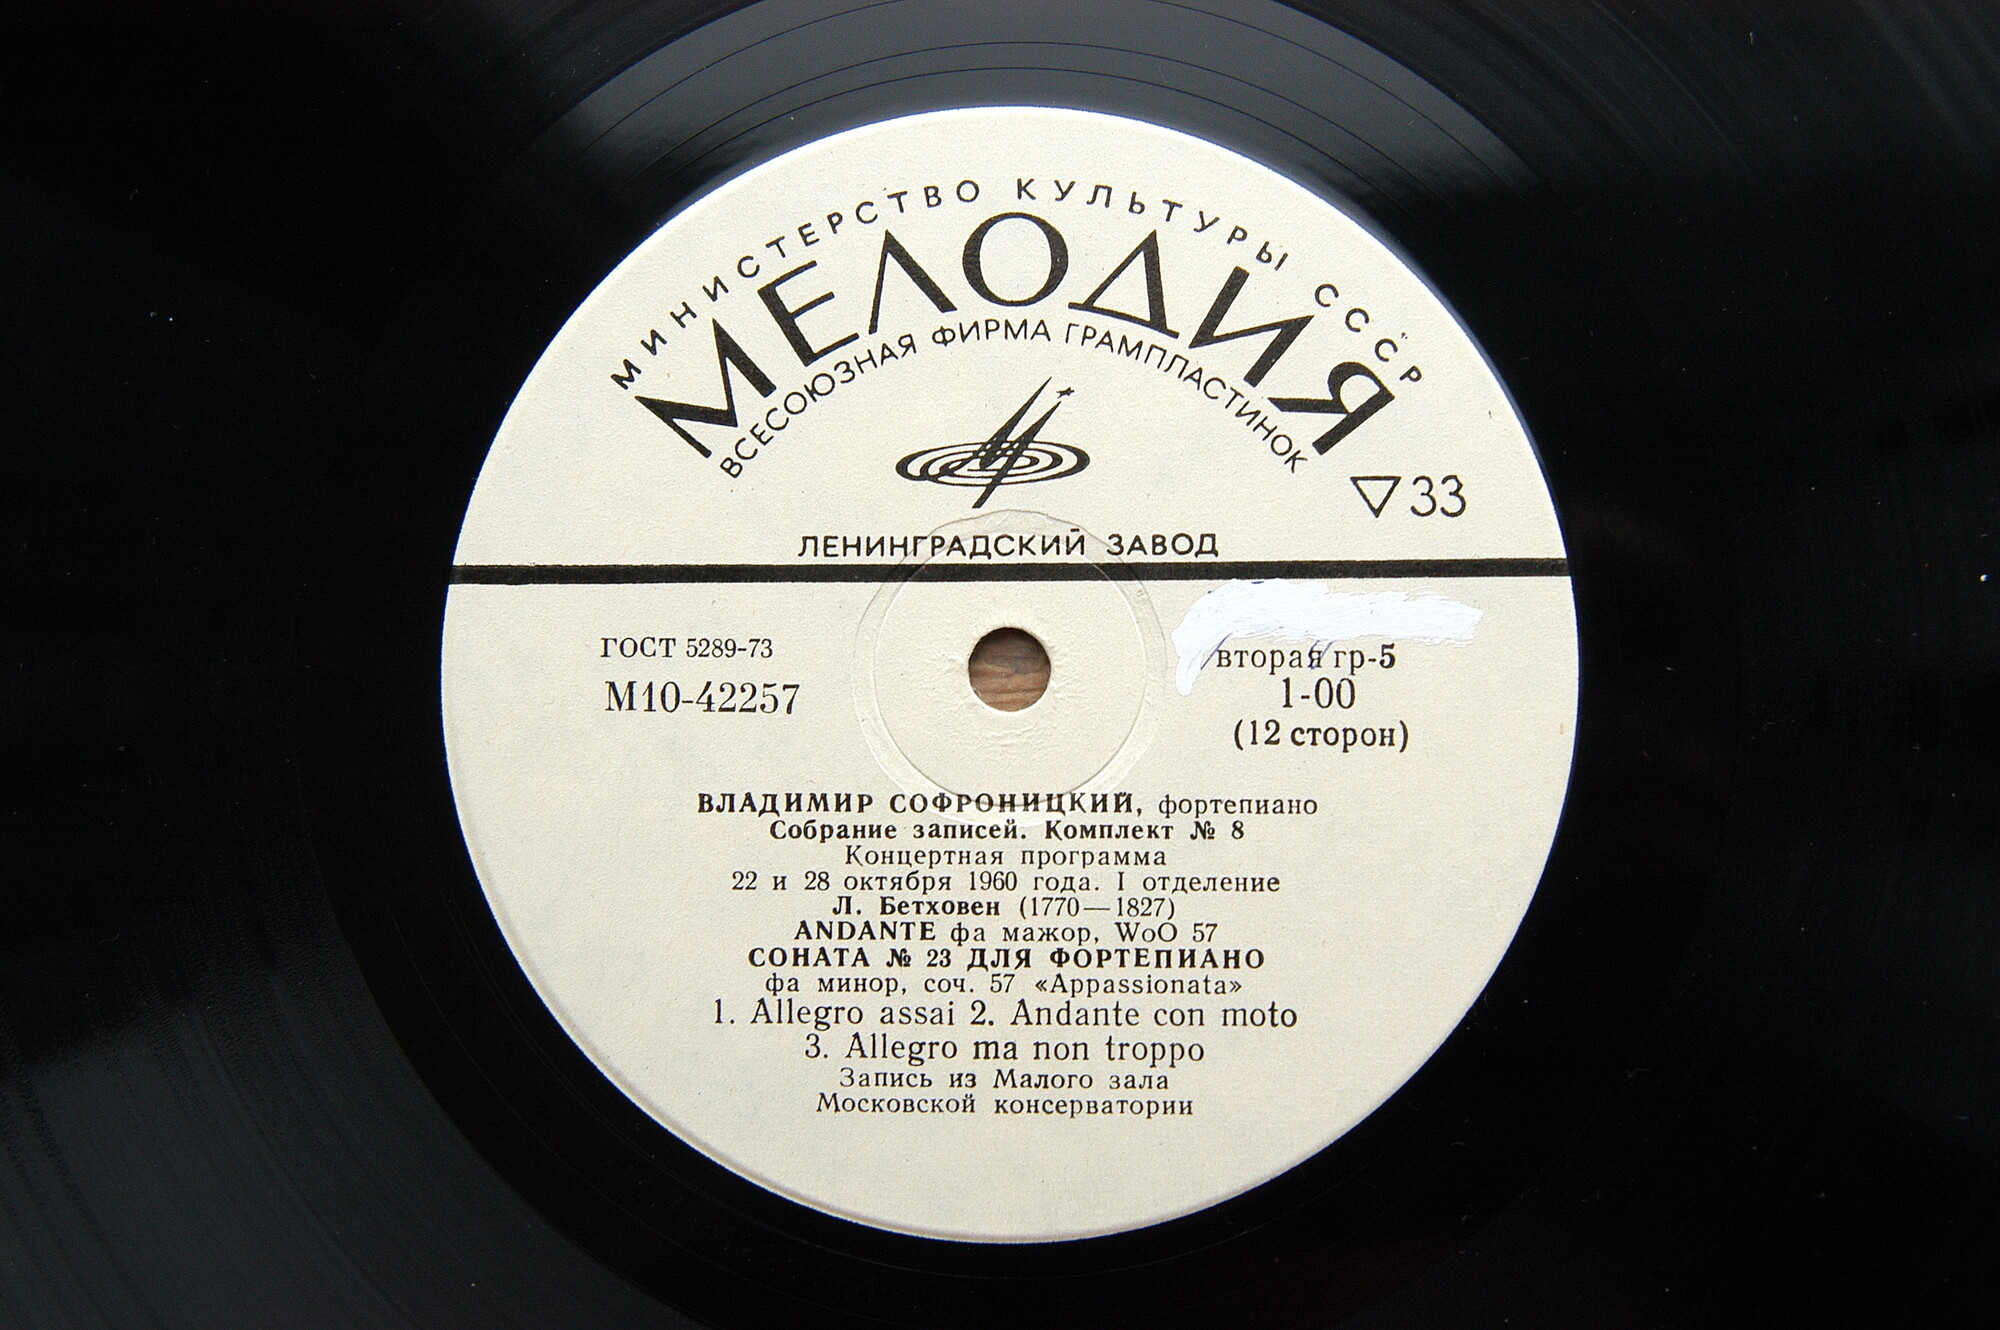 МИНИСТЕРСТВО КУЛЬТУРЫ СССР
МЕЛОДИЯ
ВСЕСОЮЗНАЯ ФИРМА ГРАМПЛАСТИНОК
33
ЛЕНИНГРАДСКИЙ ЗАВОД
ГОСТ 5289-73
М10-42257
вторая гр-5
1-00
(12 сторон)
ВЛАДИМИР СОФРОНИЦКИЙ, фортепиано
Собрание записей. Комплект № 8
Концертная программа
22 и 28 октября 1960 года. I отделение
Л. Бетховен (1770—1827)
ANDANTE фа мажор, WoO 57
СОНАТА № 23 ДЛЯ ФОРТЕПИАНО
фа минор, соч. 57 «Appassionata»
1. Allegro assai 2. Andante con moto
3. Allegro ma non troppo
Запись из Малого зала
Московской консерватории